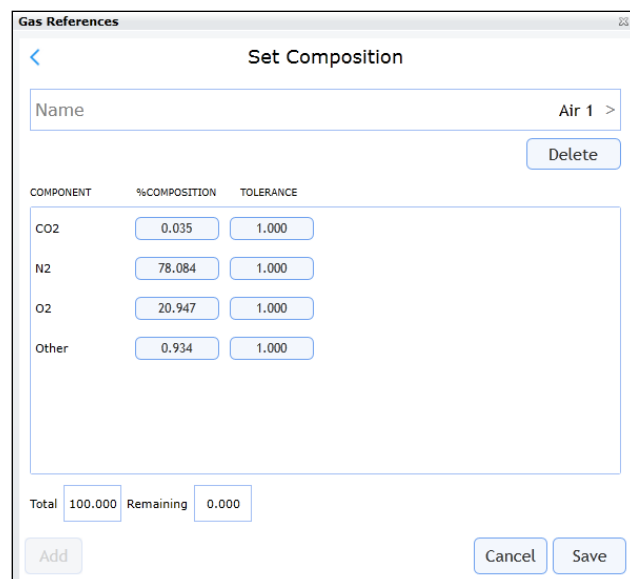 Gas References
Set Composition
Name Air 1 >
Delete
COMPONENT %COMPOSITION TOLERANCE
CO2 0.035 1.000
N2 78.084 1.000
O2 20.947 1.000
Other 0.934 1.000
Total 100.000 Remaining 0.000
Add Cancel Save